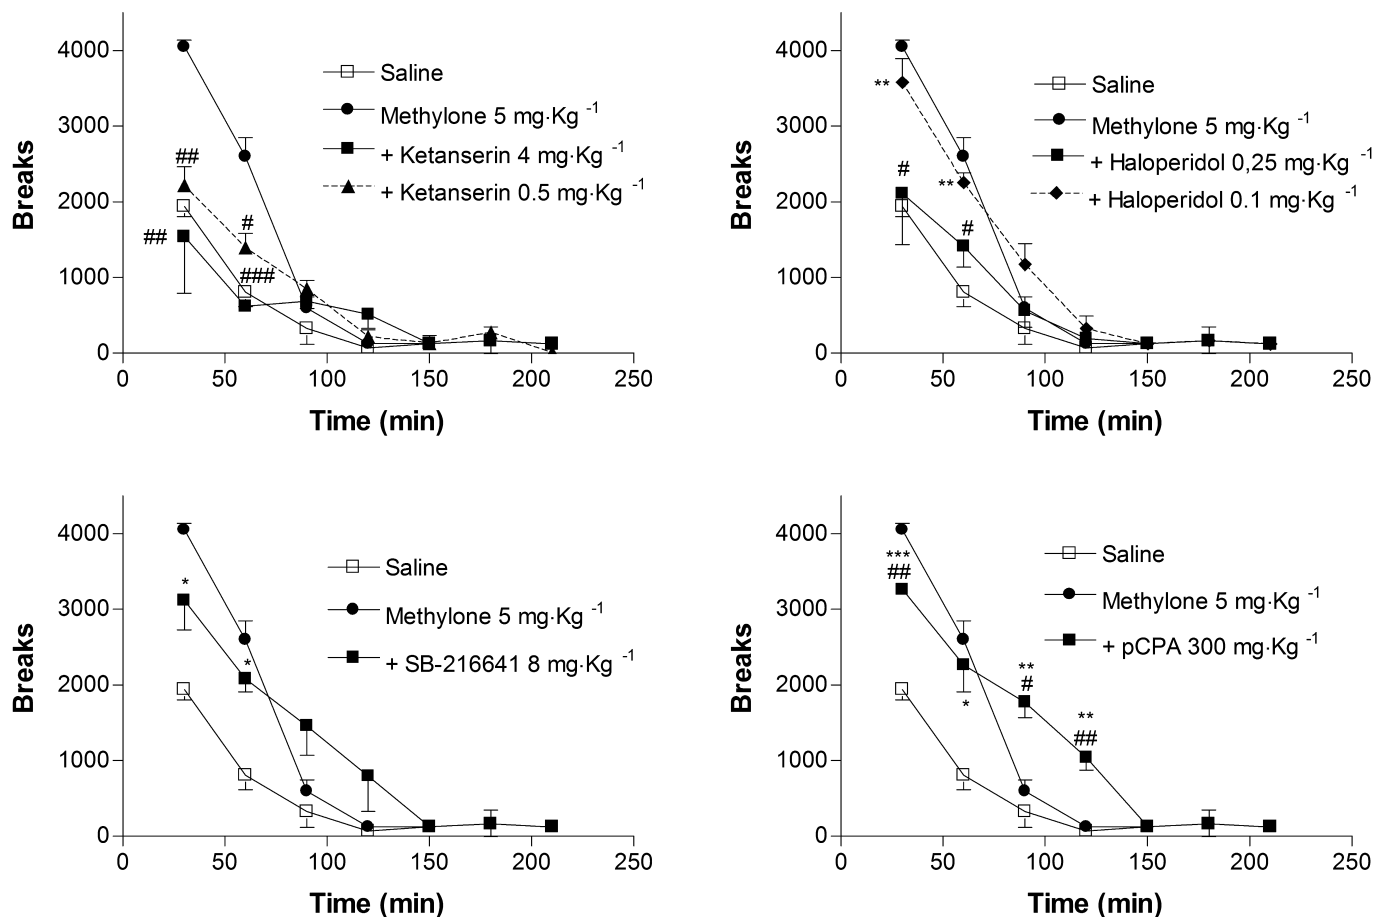 4000
3000
2000
1000
0
Breaks
Saline
Methylone 5 mg·Kg -1
+ Ketanserin 4 mg·Kg -1
+ Ketanserin 0.5 mg·Kg -1
##
##
#
###
0 50 100 150 200 250
Time (min)
4000
3000
2000
1000
0
Breaks
Saline
Methylone 5 mg·Kg -1
+ Haloperidol 0,25 mg·Kg -1
+ Haloperidol 0.1 mg·Kg -1
**
#
**
#
0 50 100 150 200 250
Time (min)
4000
3000
2000
1000
0
Breaks
Saline
Methylone 5 mg·Kg -1
+ SB-216641 8 mg·Kg -1
*
*
0 50 100 150 200 250
Time (min)
4000
3000
2000
1000
0
Breaks
Saline
Methylone 5 mg·Kg -1
+ pCPA 300 mg·Kg -1
***
##
*
**
#
**
##
0 50 100 150 200 250
Time (min)